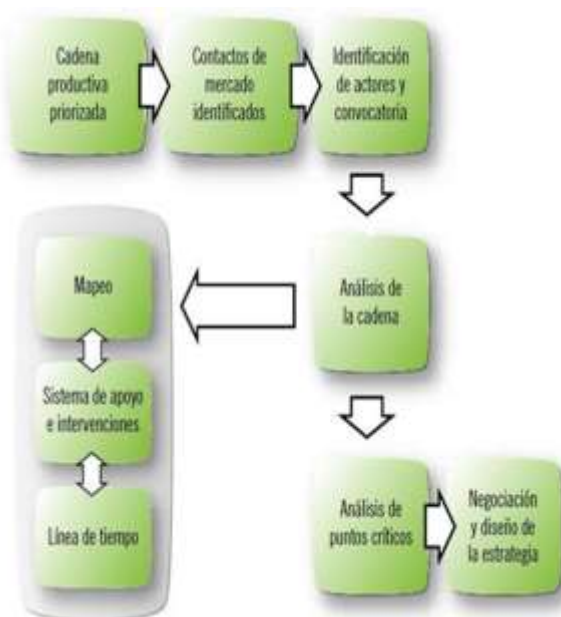 Cadena
productiva
priorizada
Contactos de
mercado
identificados
Identificación
de actores y
convocatoria
Mapeo
Sistema de apoyo
e intervenciones
Línea de tiempo
Análisis de
la cadena
Análisis de
puntos críticos
Negociación
y diseño de
la estrategia